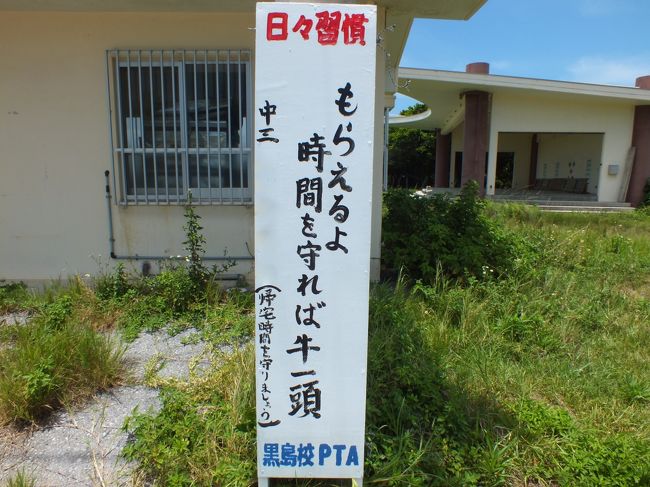 日々習慣
もらえるよ
時間を守れば牛一頭
中三
（帰宅時間を守りましょう）
黒島校PTA